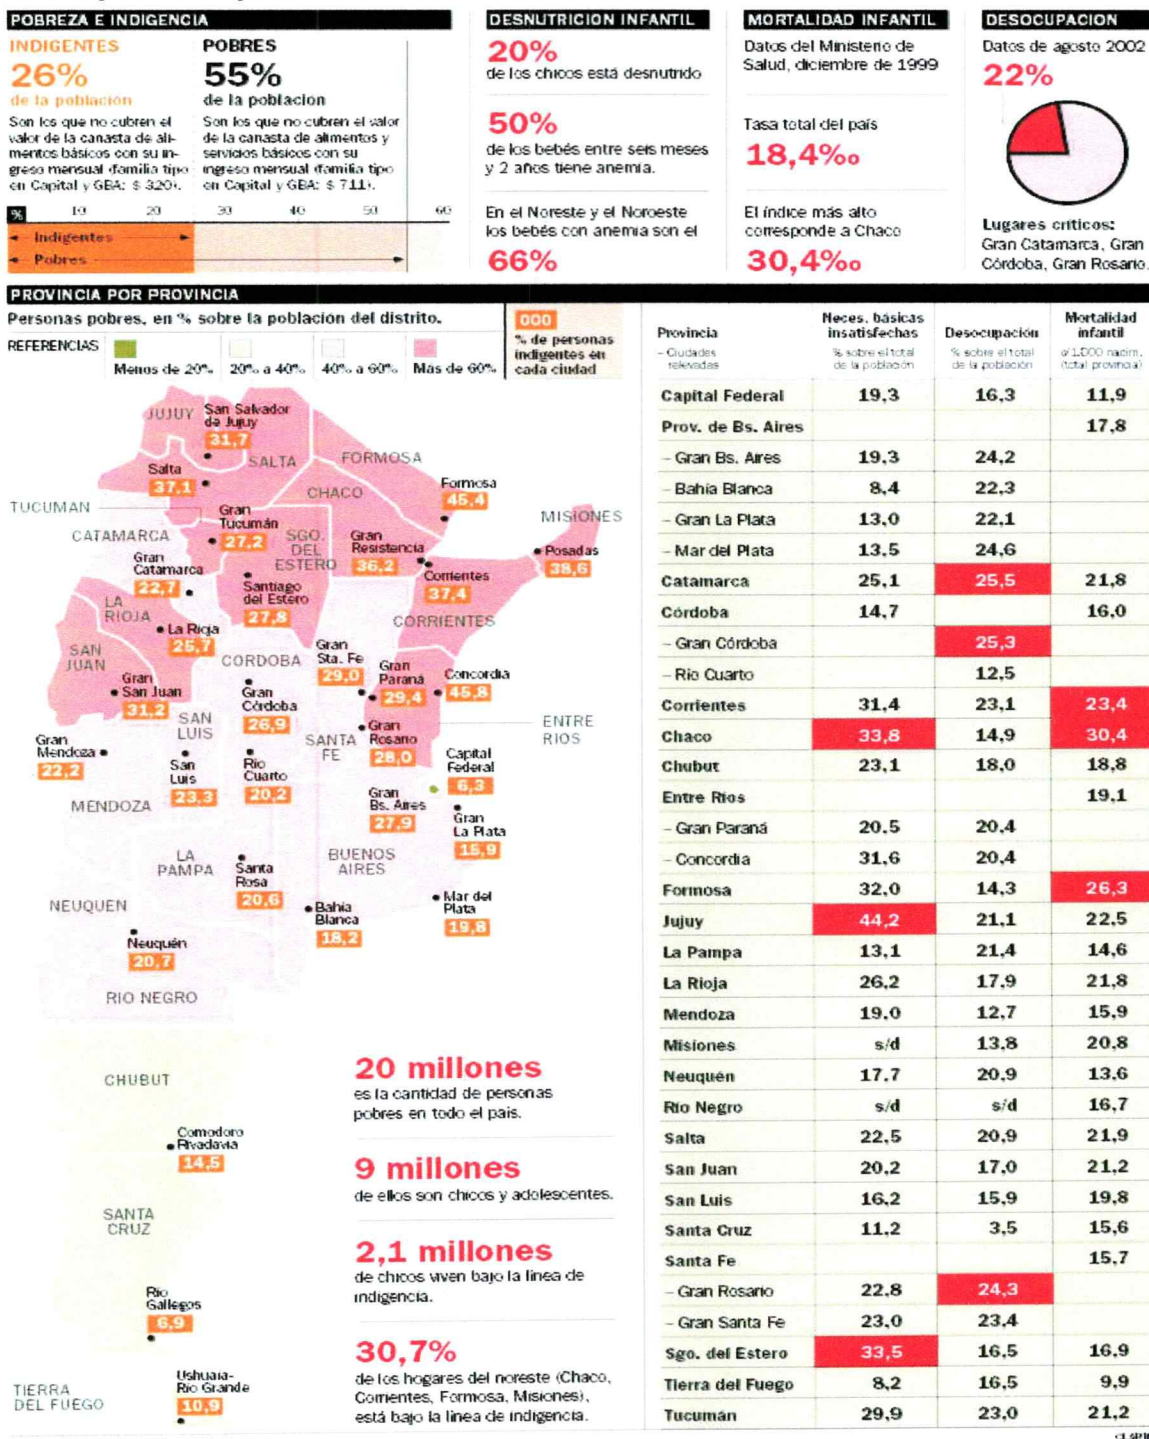 POBREZA E INDIGENCIA
INDIGENTES
26%
de la población
Son los que no cubren el
valor de la canasta de ali-
mentos básicos con su in-
greso mensual (familia tipo
en Capital y GBA: $ 320).
POBRES
55%
de la poblacion
Son los que no cubren el valor
de la canasta de alimentos y
servicios básicos con su
ingreso mensual (familia tipo
en Capital y GBA: $ 711).
% 10 20 30 40 50 60
Indigentes
Pobres
DESNUTRICION INFANTIL
20%
de los chicos está desnutrido
50%
de los bebés entre seis meses
y 2 años tiene anemia.
En el Noreste y el Noroeste
los bebés con anemia son el
66%
MORTALIDAD INFANTIL
Datos del Ministerio de
Salud, diciembre de 1999
Tasa total del país
18,4‰
El índice más alto
corresponde a Chaco
30,4‰
DESOCUPACION
Datos de agosto 2002
22%
Lugares críticos:
Gran Catamarca, Gran
Córdoba, Gran Rosario.
PROVINCIA POR PROVINCIA
Personas pobres, en % sobre la poblacion del distrito.
REFERENCIAS
Menos de 20%
20% a 40%
40% a 60%
Más de 60%
000
% de personas
indigentes en
cada ciudad
JUJUY
San Salvador
de Jujuy
31,7
SALTA
Salta
37,1
FORMOSA
Formosa
45,4
CHACO
TUCUMAN
Gran
Tucumán
27,2
CATAMARCA
Gran
Catamarca
22,7
SGO.
DEL
ESTERO
Santiago
del Estero
27,8
Gran
Resistencia
36,2
Corrientes
37,4
MISIONES
Posadas
38,6
CORRIENTES
LA
RIOJA
La Rioja
25,7
SAN
JUAN
Gran
San Juan
31,2
CORDOBA
Gran
Córdoba
26,9
Gran
Sta. Fe
29,0
Gran
Paraná
29,4
Concordia
45,8
ENTRE
RIOS
SANTA
FE
Gran
Rosario
28,0
SAN
LUIS
San
Luis
23,3
Río
Cuarto
20,2
Gran
Mendoza
22,2
MENDOZA
Capital
Federal
6,3
Gran
Bs. Aires
27,9
Gran
La Plata
15,9
BUENOS
AIRES
LA
PAMPA
Santa
Rosa
20,6
Bahía
Blanca
18,2
Mar del
Plata
19,8
NEUQUEN
Neuquén
20,7
RIO NEGRO
CHUBUT
Comodoro
Rivadavia
14,5
SANTA
CRUZ
Río
Gallegos
6,9
TIERRA
DEL FUEGO
Ushuaia-
Río Grande
10,9
20 millones
es la cantidad de personas
pobres en todo el país.
9 millones
de ellos son chicos y adolescentes.
2,1 millones
de chicos viven bajo la línea de
indigencia.
30,7%
de los hogares del noreste (Chaco,
Corrientes, Formosa, Misiones),
está bajo la línea de indigencia.
Provincia
– Ciudades
relevadas
Neces. básicas
insatisfechas
% sobre el total
de la población
Desocupación
% sobre el total
de la población
Mortalidad
infantil
o/ 1.000 nacim.
(total provincia)
Capital Federal 19,3 16,3 11,9
Prov. de Bs. Aires 17,8
– Gran Bs. Aires 19,3 24,2
– Bahía Blanca 8,4 22,3
– Gran La Plata 13,0 22,1
– Mar del Plata 13,5 24,6
Catamarca 25,1 25,5 21,8
Córdoba 14,7 16,0
– Gran Córdoba 25,3
– Río Cuarto 12,5
Corrientes 31,4 23,1 23,4
Chaco 33,8 14,9 30,4
Chubut 23,1 18,0 18,8
Entre Ríos 19,1
– Gran Paraná 20,5 20,4
– Concordia 31,6 20,4
Formosa 32,0 14,3 26,3
Jujuy 44,2 21,1 22,5
La Pampa 13,1 21,4 14,6
La Rioja 26,2 17,9 21,8
Mendoza 19,0 12,7 15,9
Misiones s/d 13,8 20,8
Neuquén 17,7 20,9 13,6
Río Negro s/d s/d 16,7
Salta 22,5 20,9 21,9
San Juan 20,2 17,0 21,2
San Luis 16,2 15,9 19,8
Santa Cruz 11,2 3,5 15,6
Santa Fe 15,7
– Gran Rosario 22,8 24,3
– Gran Santa Fe 23,0 23,4
Sgo. del Estero 33,5 16,5 16,9
Tierra del Fuego 8,2 16,5 9,9
Tucumán 29,9 23,0 21,2